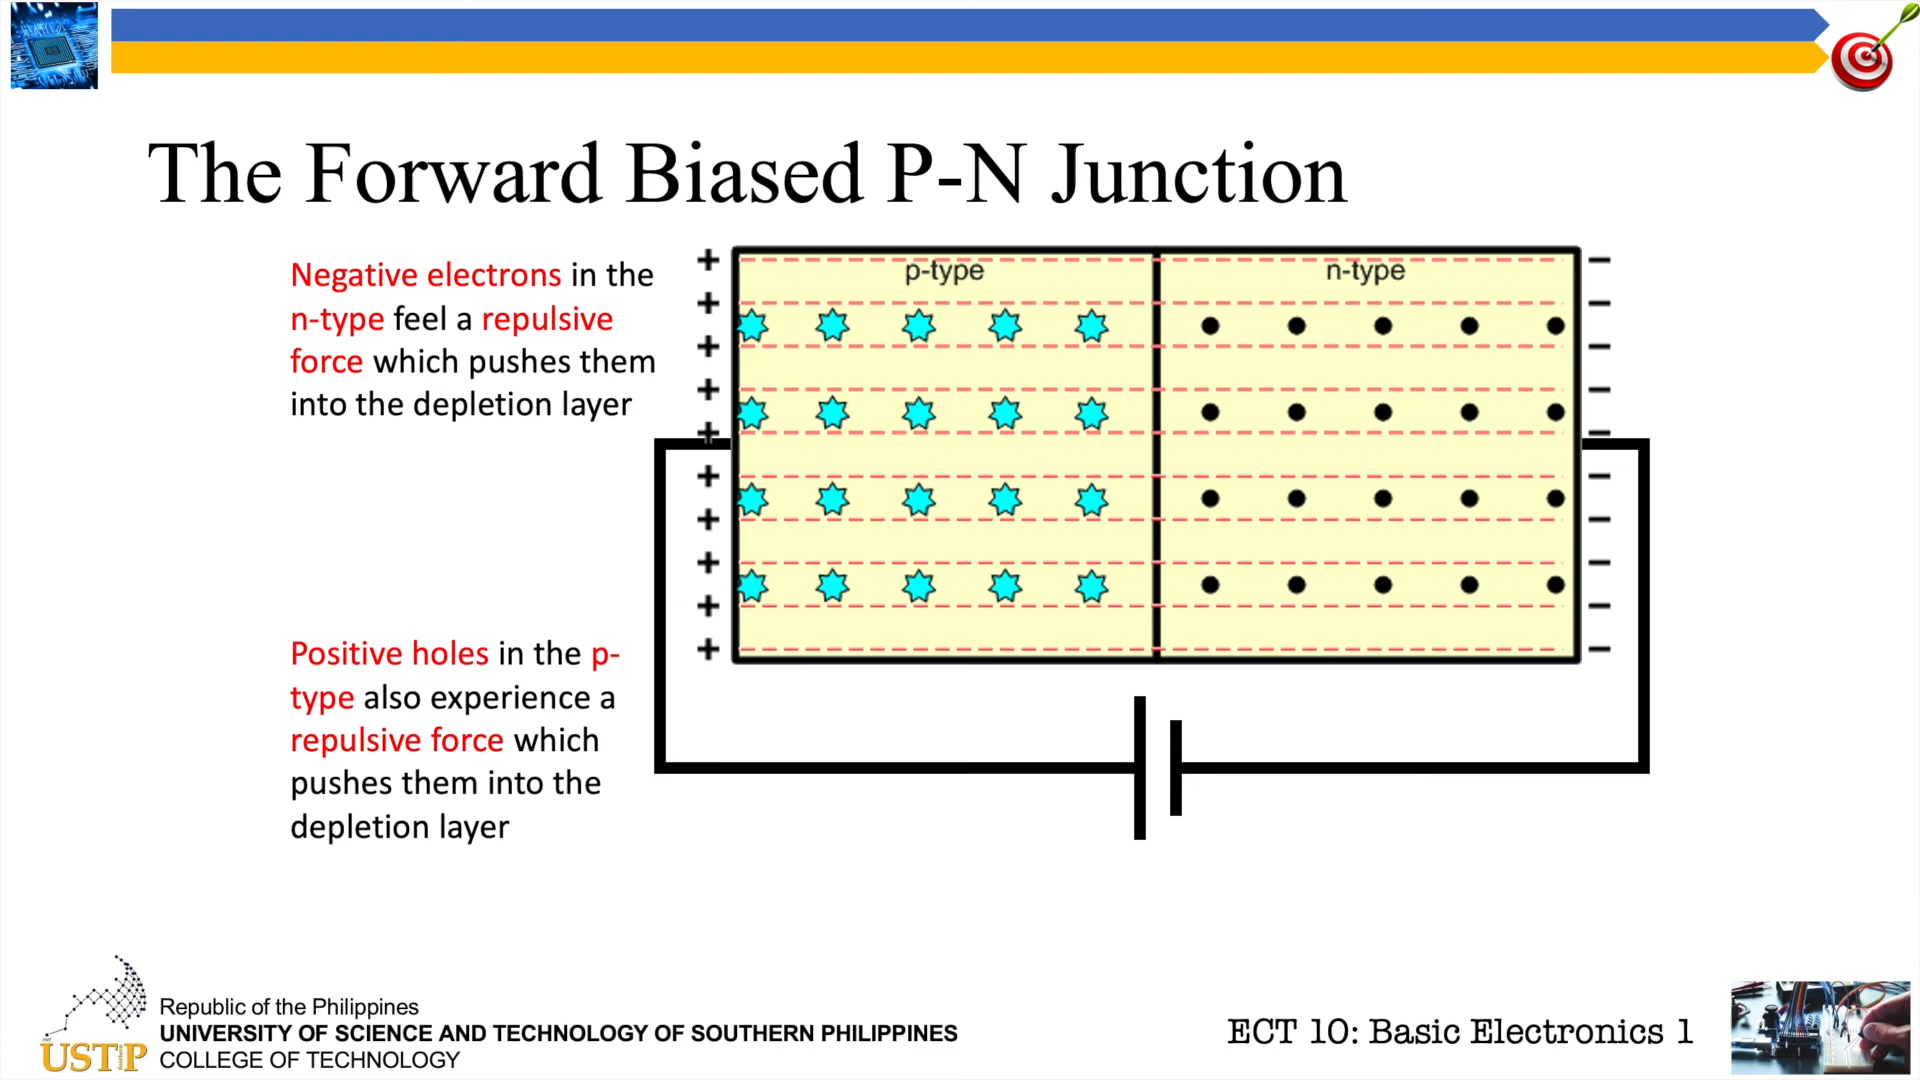 The Forward Biased P-N Junction
Negative electrons in the
n-type feel a repulsive
force which pushes them
into the depletion layer
Positive holes in the p-
type also experience a
repulsive force which
pushes them into the
depletion layer
p-type
n-type
USTP
Republic of the Philippines
UNIVERSITY OF SCIENCE AND TECHNOLOGY OF SOUTHERN PHILIPPINES
COLLEGE OF TECHNOLOGY
ECT 10: Basic Electronics 1